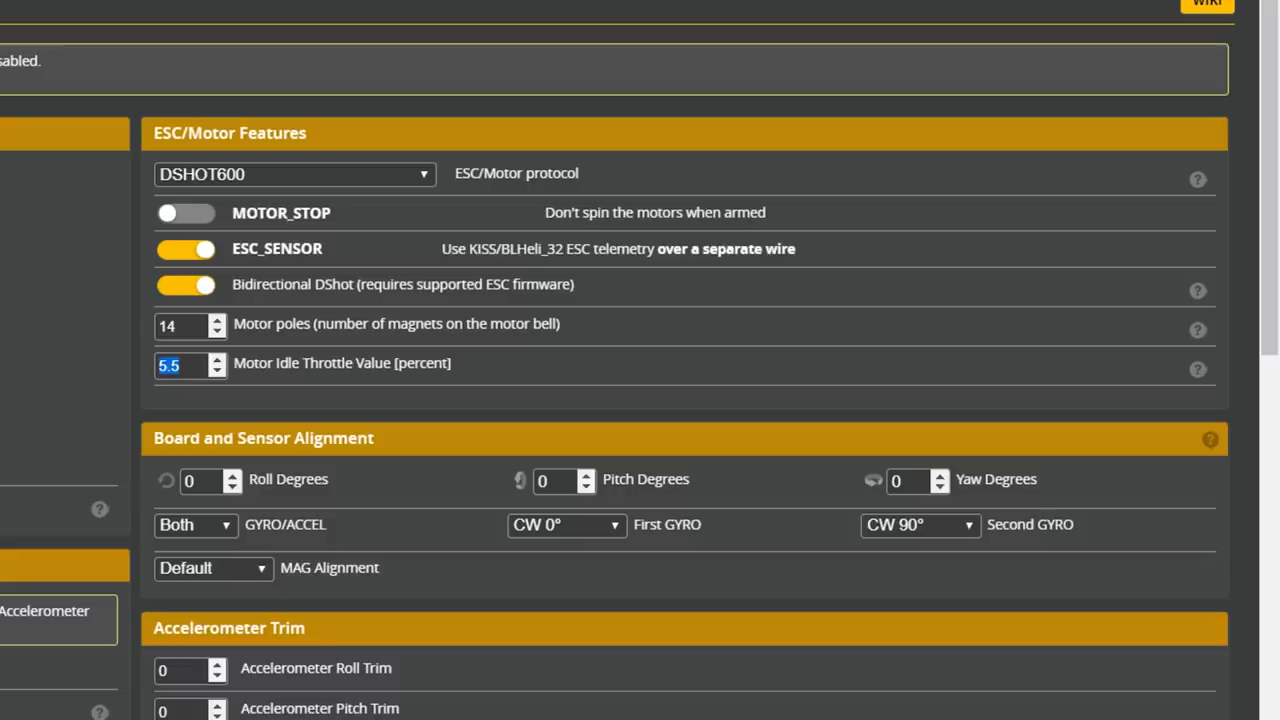 WIKI
sabled.
ESC/Motor Features
DSHOT600 ESC/Motor protocol
MOTOR_STOP Don't spin the motors when armed
ESC_SENSOR Use KISS/BLHeli_32 ESC telemetry over a separate wire
Bidirectional DShot (requires supported ESC firmware)
14 Motor poles (number of magnets on the motor bell)
5.5 Motor Idle Throttle Value [percent]
Board and Sensor Alignment
0 Roll Degrees 0 Pitch Degrees 0 Yaw Degrees
Both GYRO/ACCEL CW 0° First GYRO CW 90° Second GYRO
Default MAG Alignment
Accelerometer
Accelerometer Trim
0 Accelerometer Roll Trim
0 Accelerometer Pitch Trim